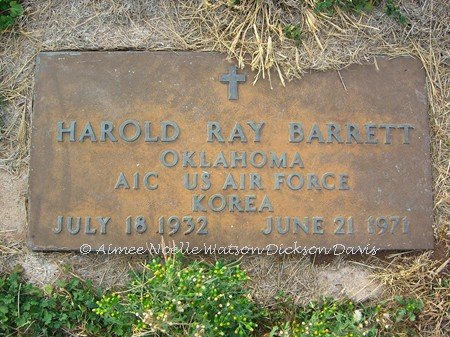 HAROLD RAY BARRETT
OKLAHOMA
A1C US AIR FORCE
KOREA
JULY 18 1932 JUNE 21 1971
© Aimee Noelle Watson Dickson Davis